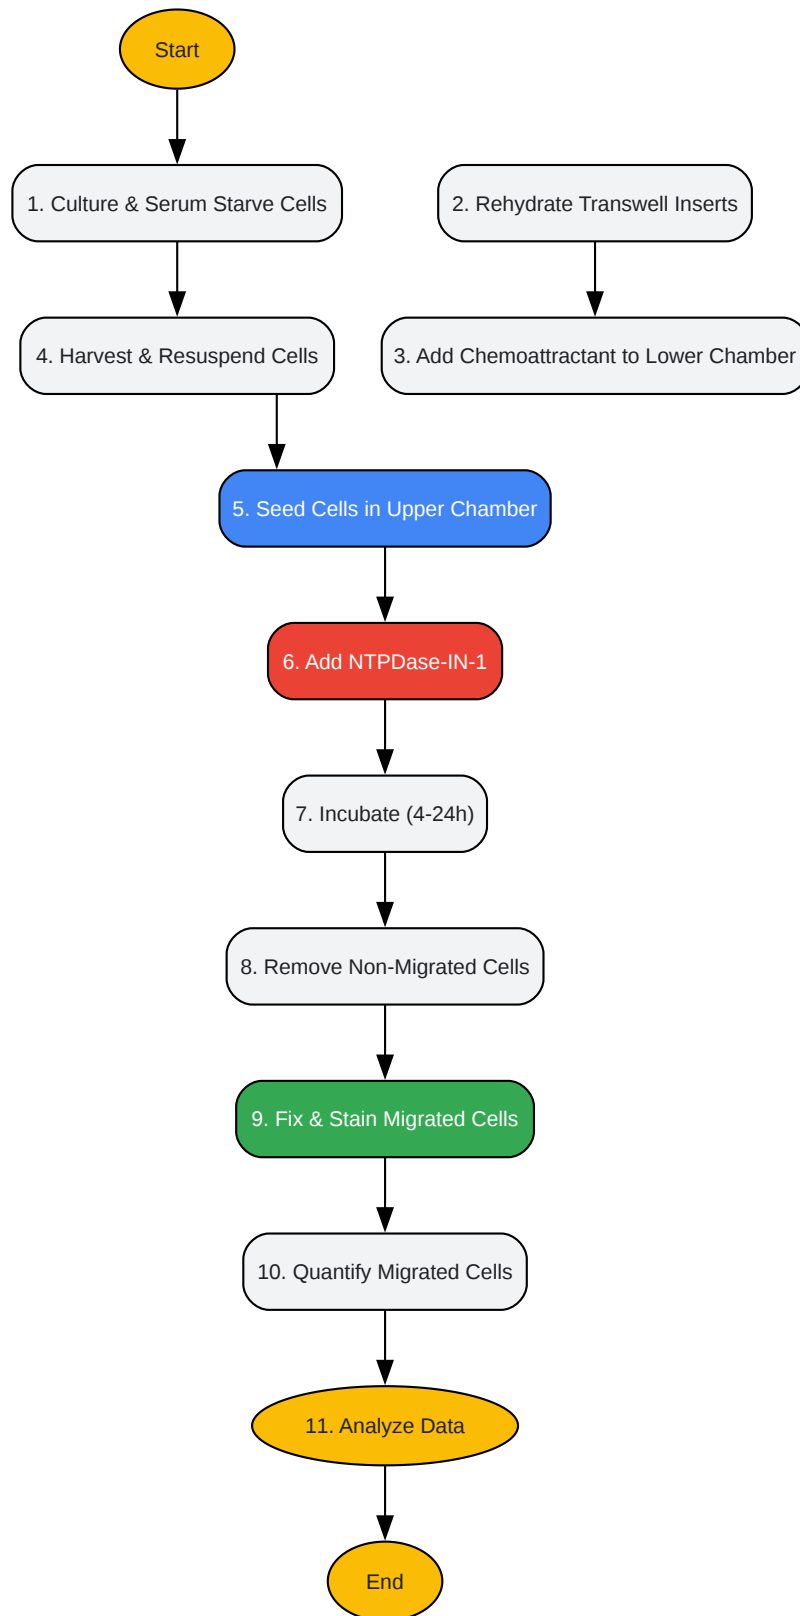 Start
1. Culture & Serum Starve Cells
2. Rehydrate Transwell Inserts
4. Harvest & Resuspend Cells
3. Add Chemoattractant to Lower Chamber
5. Seed Cells in Upper Chamber
6. Add NTPDase-IN-1
7. Incubate (4-24h)
8. Remove Non-Migrated Cells
9. Fix & Stain Migrated Cells
10. Quantify Migrated Cells
11. Analyze Data
End